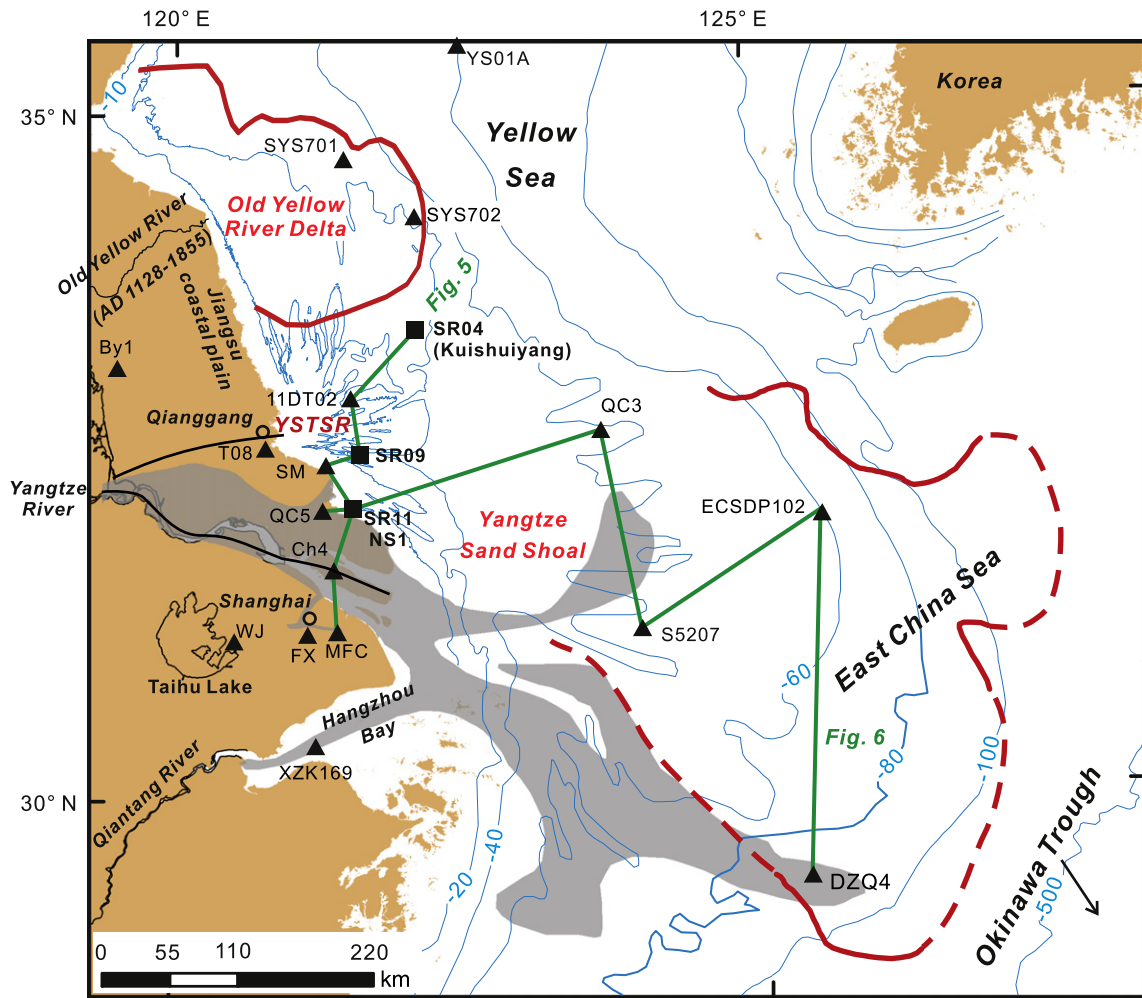 120° E
125° E
YS01A
Korea
-10
35° N
Yellow
Sea
SYS701
Old Yellow
River Delta
SYS702
Old Yellow River
(AD 1128-1855)
Jiangsu
coastal plain
Fig. 5
SR04
(Kuishuiyang)
By1
11DT02
QC3
Qianggang
YSTSR
T08
SM
SR09
Yangtze
River
QC5
SR11
NS1
Yangtze
Sand Shoal
ECSDP102
Ch4
East China Sea
Shanghai
WJ
FX
MFC
S5207
Taihu Lake
-60
Hangzhou
Bay
Fig. 6
XZK169
-80
-100
Qiantang River
30° N
-40
-20
DZQ4
Okinawa Trough
-500
0 55 110 220
km